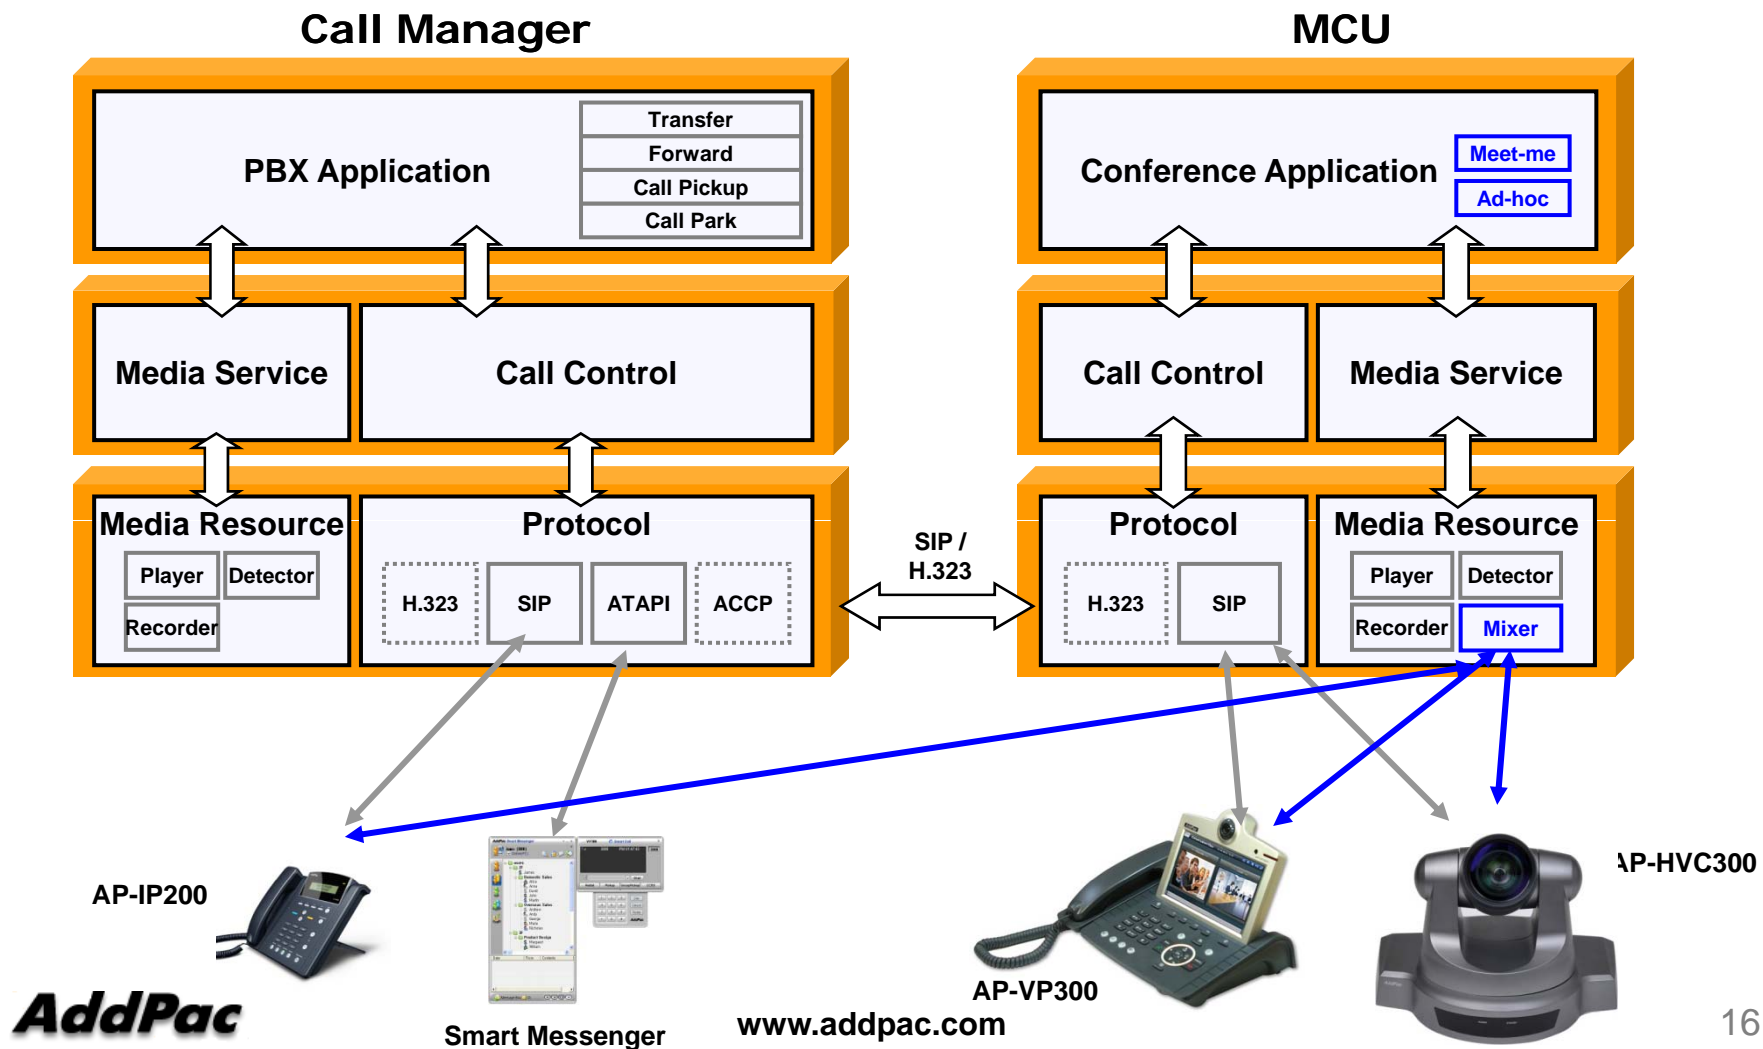 Call Manager
MCU
PBX Application
Transfer
Forward
Call Pickup
Call Park
Conference Application
Meet-me
Ad-hoc
Media Service
Call Control
Call Control
Media Service
Media Resource
Player
Detector
Recorder
Protocol
H.323
SIP
ATAPI
ACCP
SIP /
H.323
Protocol
H.323
SIP
Media Resource
Player
Detector
Recorder
Mixer
AP-IP200
Smart Messenger
AP-VP300
AP-HVC300
AddPac
www.addpac.com
16